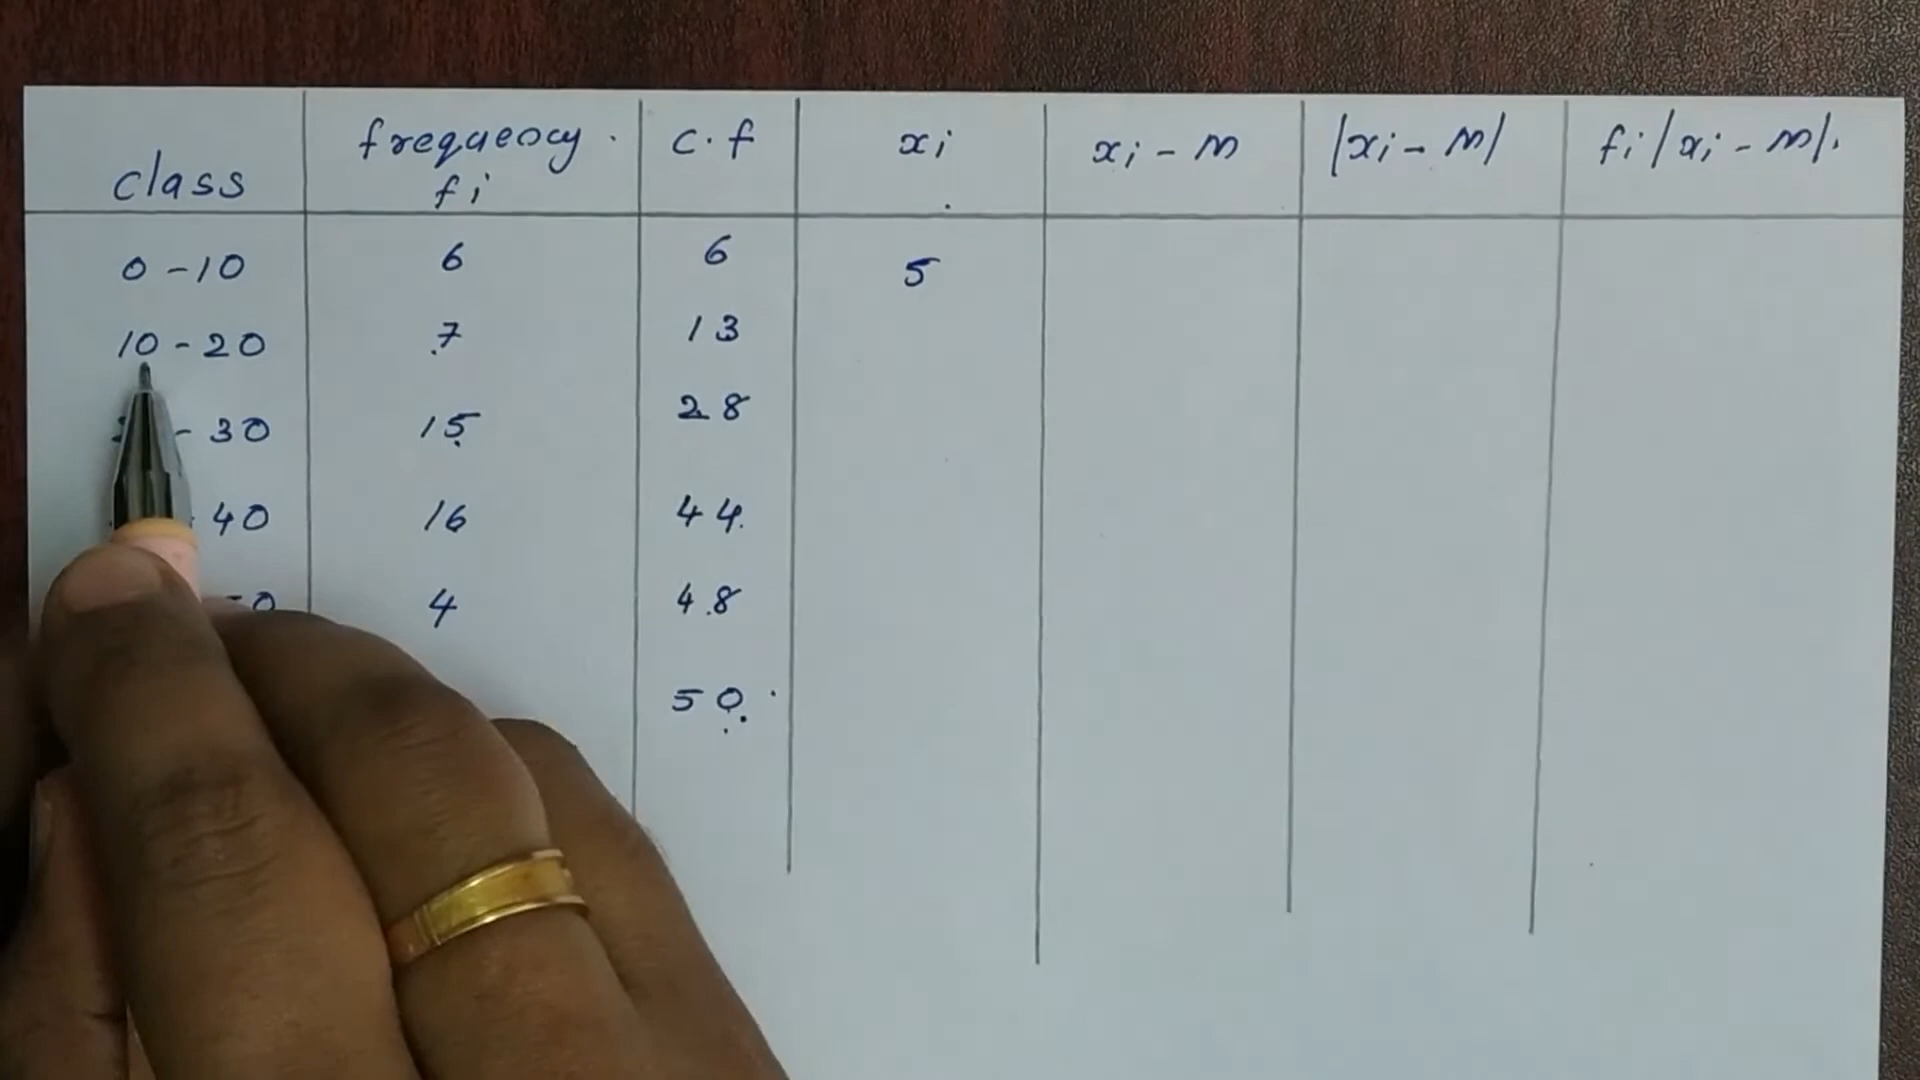 class frequency fi c.f xi xi - M |xi - M| fi |xi - M|.
0 - 10 6 6 5
10 - 20 7 13
- 30 15 28
40 16 44
4 48
50